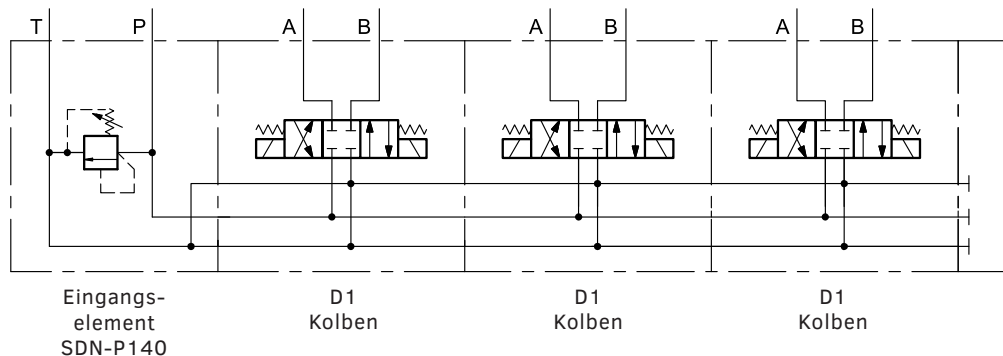 T P A B A B A B
Eingangs-
element
SDN-P140
D1
Kolben
D1
Kolben
D1
Kolben